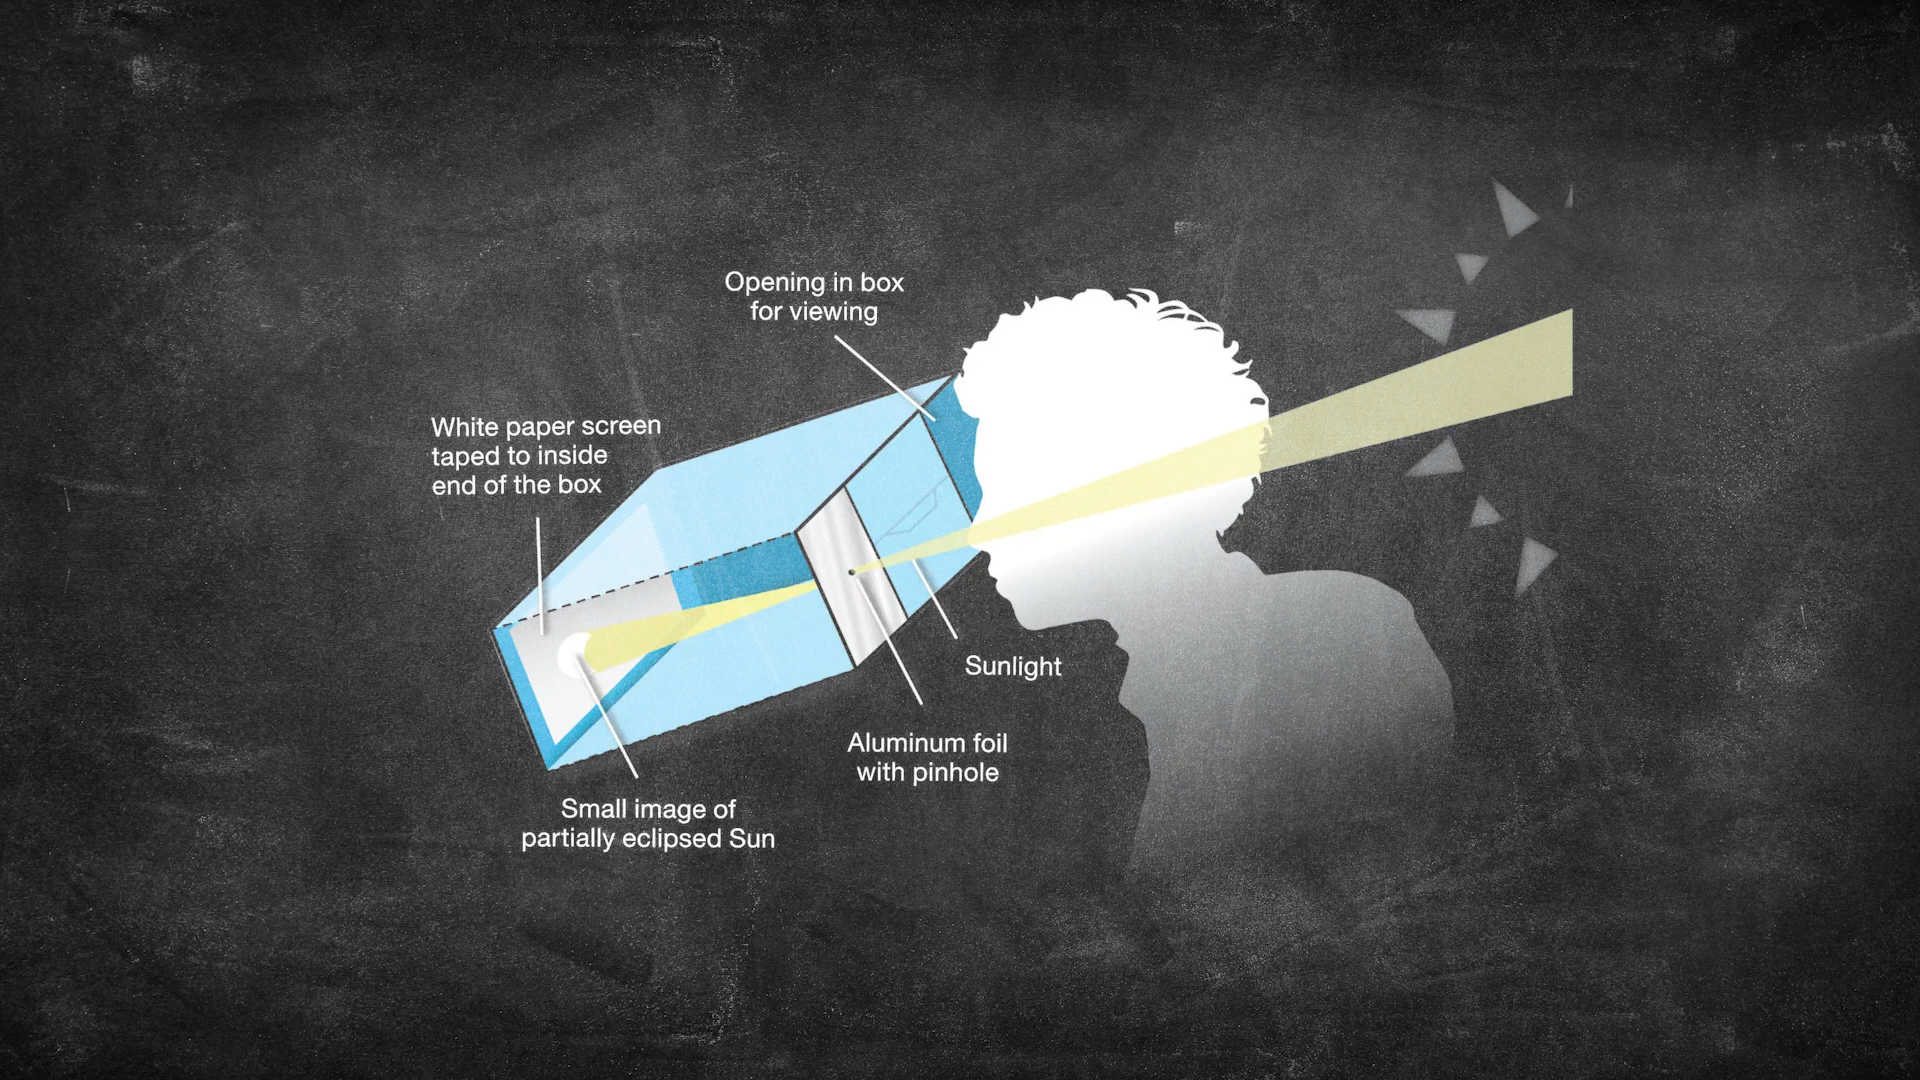 Opening in box
for viewing
White paper screen
taped to inside
end of the box
Sunlight
Aluminum foil
with pinhole
Small image of
partially eclipsed Sun